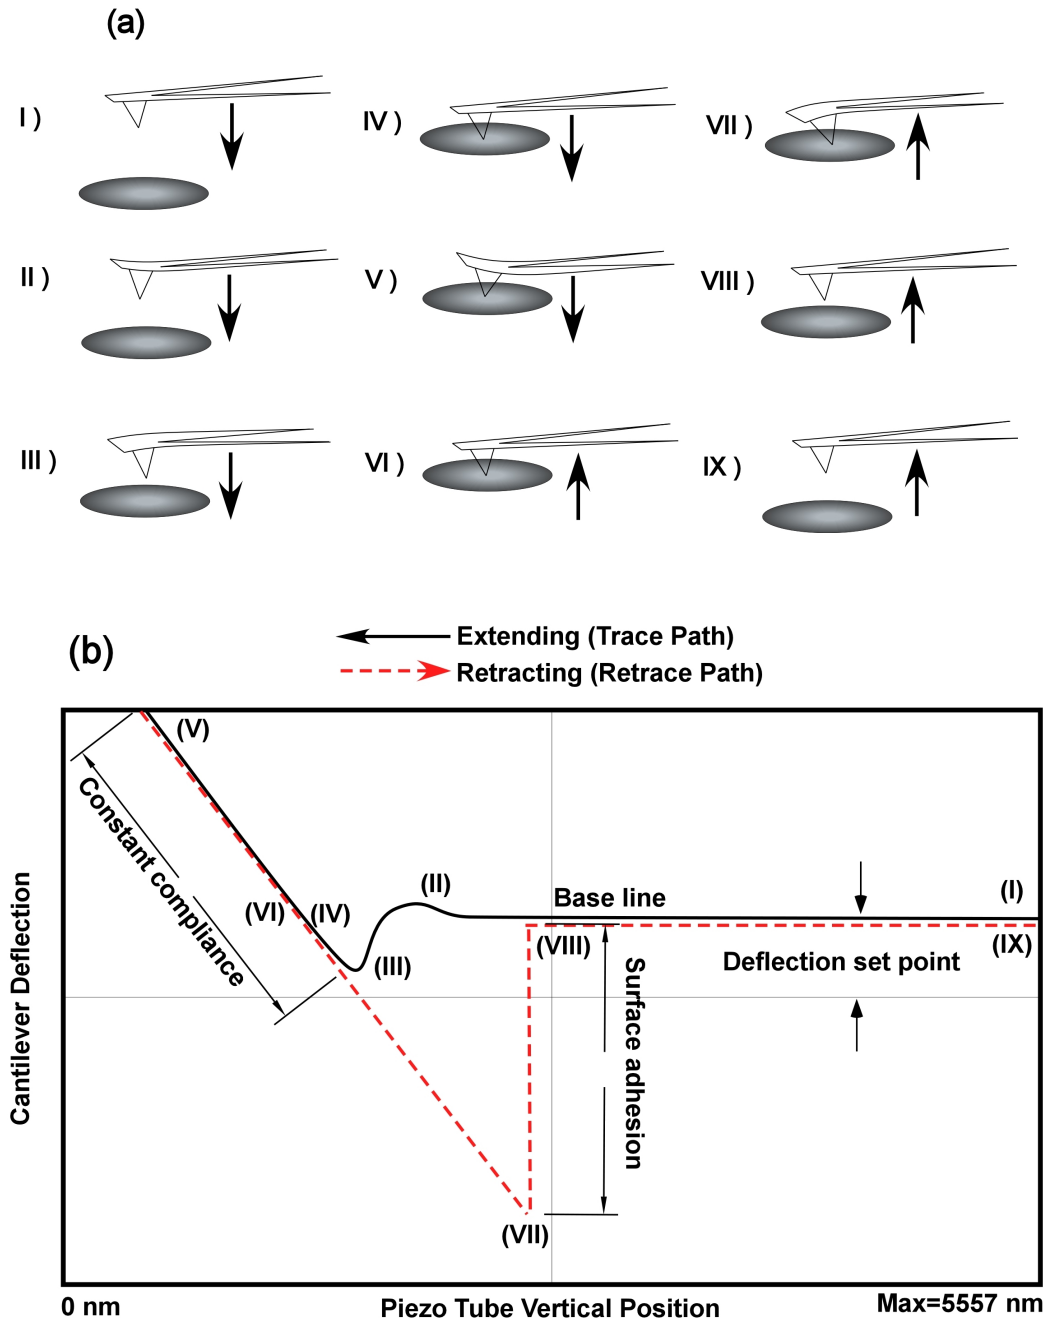 (a)
I )
IV )
VII )
II )
V )
VIII )
III )
VI )
IX )
(b)
Extending (Trace Path)
Retracting (Retrace Path)
(V)
Constant compliance
(VI)
(IV)
(II)
(III)
Base line
(I)
(VIII)
(IX)
Deflection set point
Surface adhesion
(VII)
Cantilever Deflection
0 nm
Piezo Tube Vertical Position
Max=5557 nm